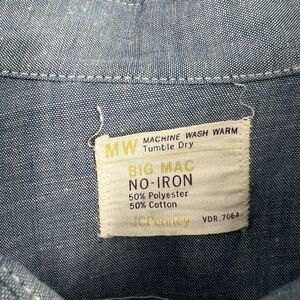 MW MACHINE WASH WARM
Tumble Dry
BIG MAC
NO-IRON
50% Polyester
50% Cotton
JCPenney VDR.7064